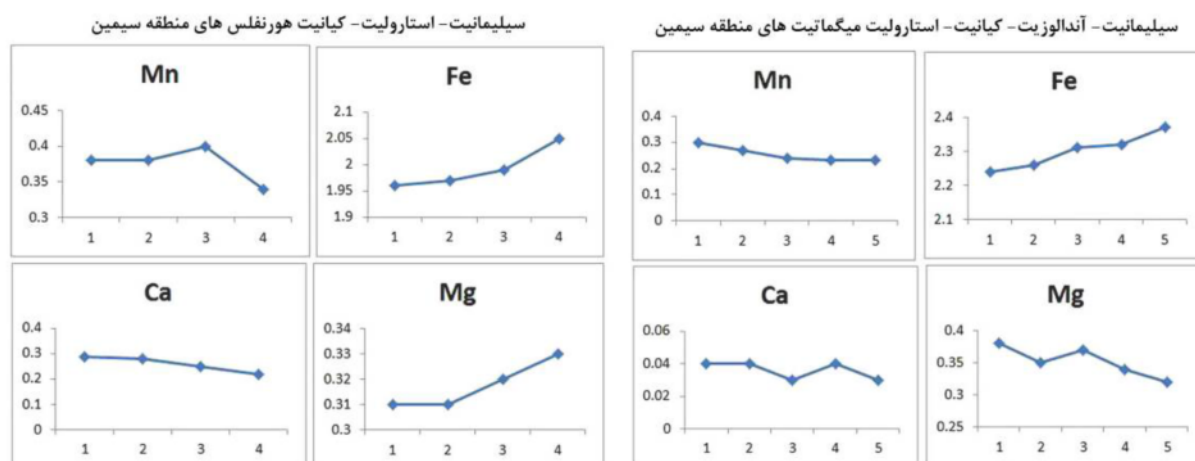 سیلیمانیت- استارولیت- کیانیت هورنفلس های منطقه سیمین
Mn
0.45
0.4
0.35
0.3
1 2 3 4
Fe
2.1
2.05
2
1.95
1.9
1 2 3 4
Ca
0.4
0.3
0.2
0.1
0
1 2 3 4
Mg
0.34
0.33
0.32
0.31
0.3
1 2 3 4
سیلیمانیت- آندالوزیت- کیانیت- استارولیت میگماتیت های منطقه سیمین
Mn
0.4
0.3
0.2
0.1
0
1 2 3 4 5
Fe
2.4
2.3
2.2
2.1
1 2 3 4 5
Ca
0.06
0.04
0.02
0
1 2 3 4 5
Mg
0.4
0.35
0.3
0.25
1 2 3 4 5